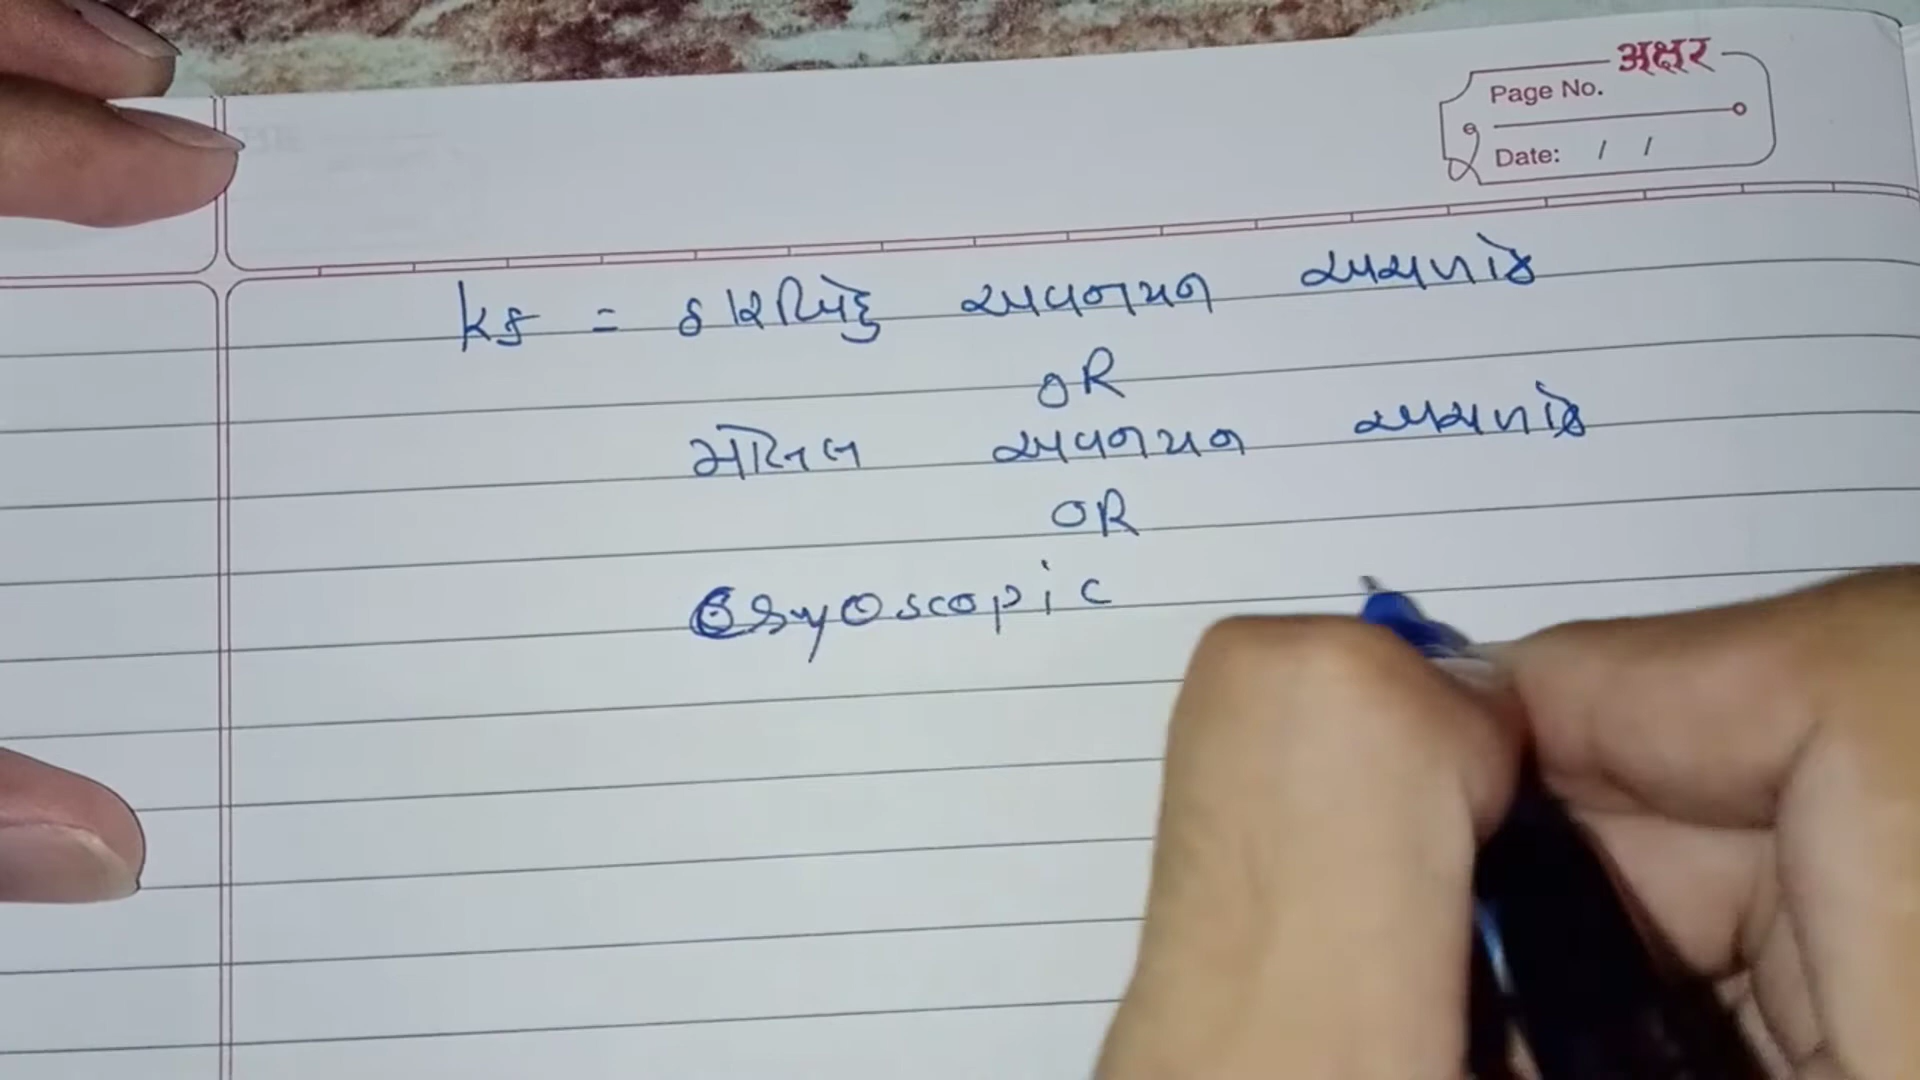 अक्षर
Page No.
Date: / /
kf = ઠારબિંદુ અવનયન અચળાંક
OR
મોલલ અવનયન અચળાંક
OR
Cryoscopic